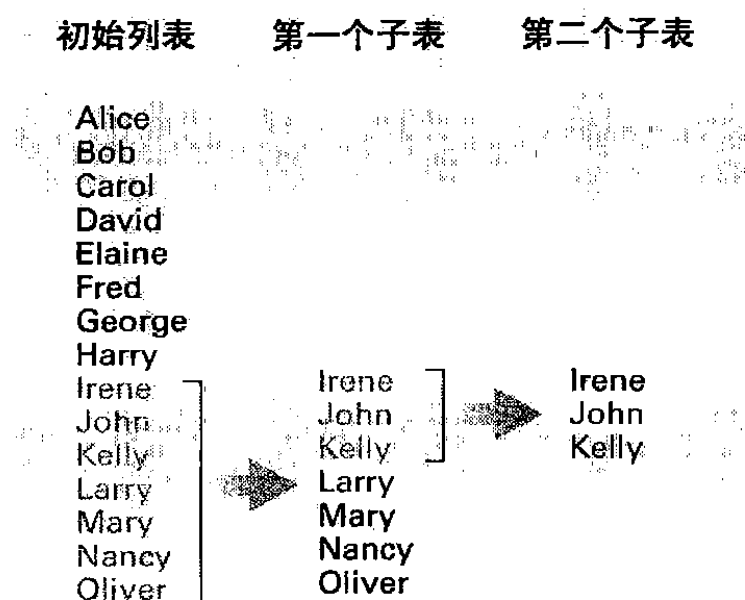 初始列表 第一个子表 第二个子表
Alice
Bob
Carol
David
Elaine
Fred
George
Harry
Irene Irene Irene
John John John
Kelly Kelly Kelly
Larry Larry
Mary Mary
Nancy Nancy
Oliver Oliver